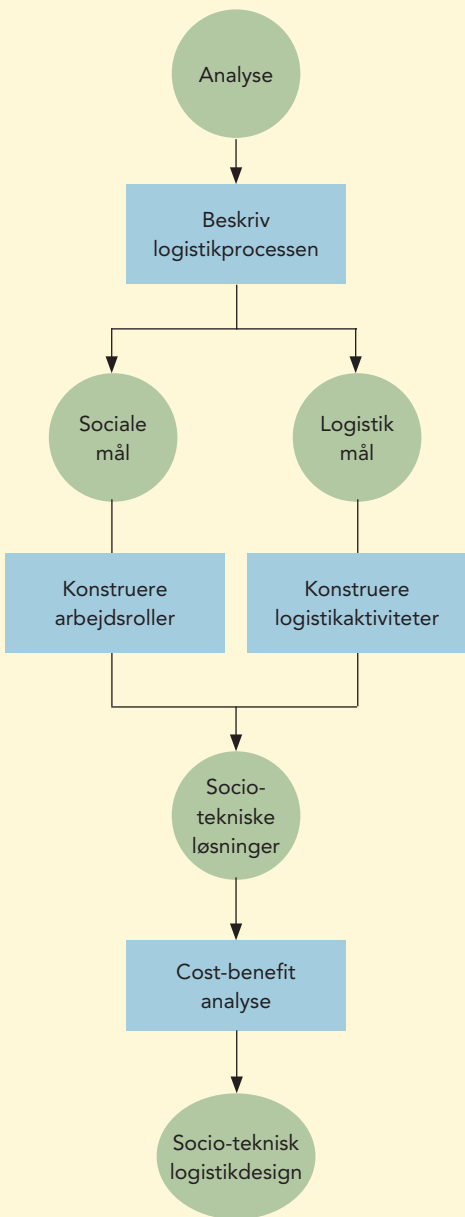 Analyse
Beskriv
logistikprocessen
Sociale
mål
Logistik
mål
Konstruere
arbejdsroller
Konstruere
logistikaktiviteter
Socio-
tekniske
løsninger
Cost-benefit
analyse
Socio-teknisk
logistikdesign